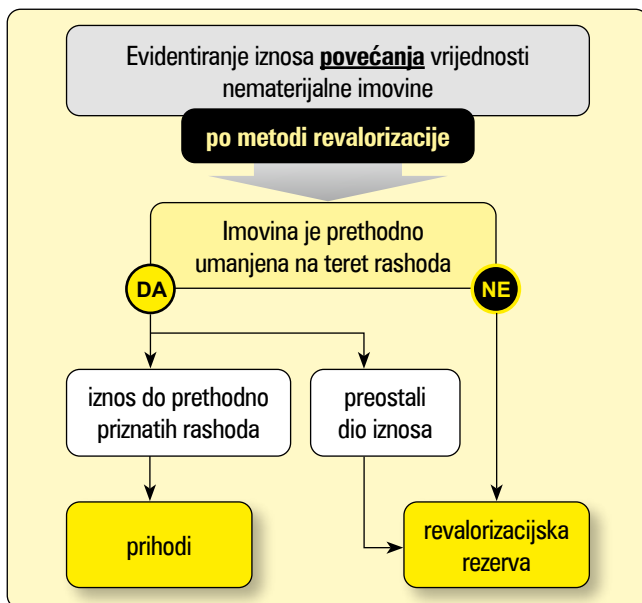 Evidentiranje iznosa povećanja vrijednosti
nematerijalne imovine
po metodi revalorizacije
Imovina je prethodno
umanjena na teret rashoda
DA
NE
iznos do prethodno
priznatih rashoda
preostali
dio iznosa
prihodi
revalorizacijska
rezerva